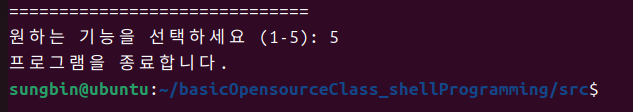 ==============================
원하는 기능을 선택하세요 (1-5): 5
프로그램을 종료합니다.
sungbin@ubuntu:~/basicOpensourceClass_shellProgramming/src$